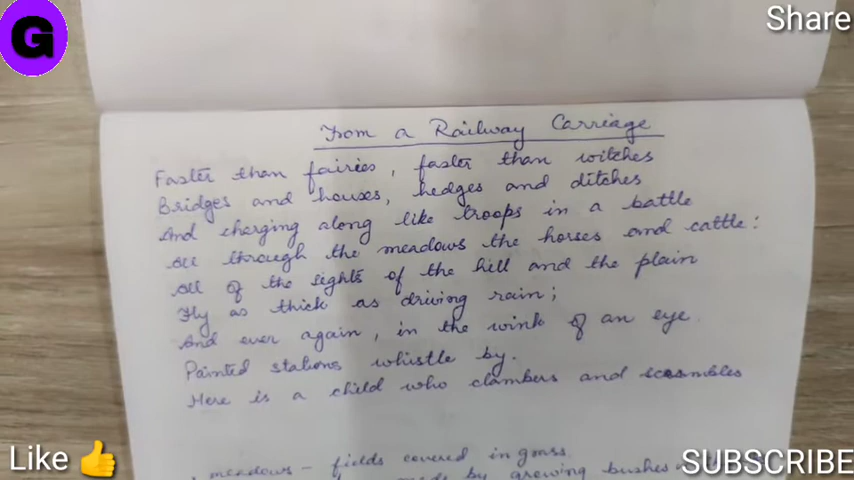 G
Share
From a Railway Carriage
Faster than fairies, faster than witches
Bridges and houses, hedges and ditches
And charging along like troops in a battle
All through the meadows the horses and cattle:
All of the sights of the hill and the plain
Fly as thick as driving rain;
And ever again, in the wink of an eye.
Painted stations whistle by.
Here is a child who clambers and scrambles
meadows - fields covered in grass.
made by growing bushes
Like
SUBSCRIBE